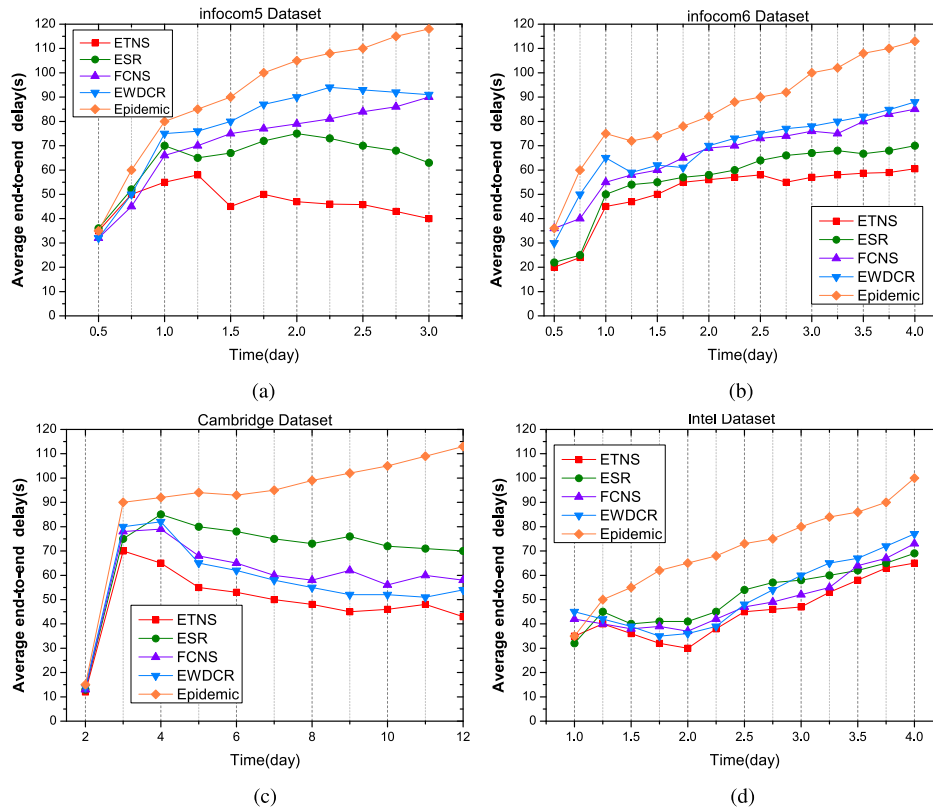 infocom5 Dataset
ETNS
ESR
FCNS
EWDCR
Epidemic
Average end-to-end delay(s)
120
110
100
90
80
70
60
50
40
30
20
10
0
0.5 1.0 1.5 2.0 2.5 3.0
Time(day)
(a)
infocom6 Dataset
Average end-to-end delay(s)
120
110
100
90
80
70
60
50
40
30
20
10
0
ETNS
ESR
FCNS
EWDCR
Epidemic
0.5 1.0 1.5 2.0 2.5 3.0 3.5 4.0
Time(day)
(b)
Cambridge Dataset
Average end-to-end delay(s)
120
110
100
90
80
70
60
50
40
30
20
10
0
ETNS
ESR
FCNS
EWDCR
Epidemic
2 4 6 8 10 12
Time(day)
(c)
Intel Dataset
Average end-to-end delay(s)
120
110
100
90
80
70
60
50
40
30
20
10
0
ETNS
ESR
FCNS
EWDCR
Epidemic
1.0 1.5 2.0 2.5 3.0 3.5 4.0
Time(day)
(d)